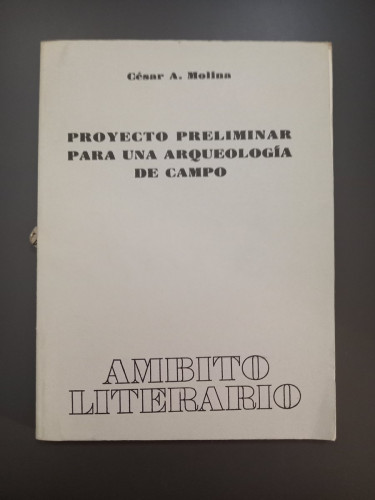 César A. Molina
PROYECTO PRELIMINAR
PARA UNA ARQUEOLOGÍA
DE CAMPO
AMBITO
LITERARIO